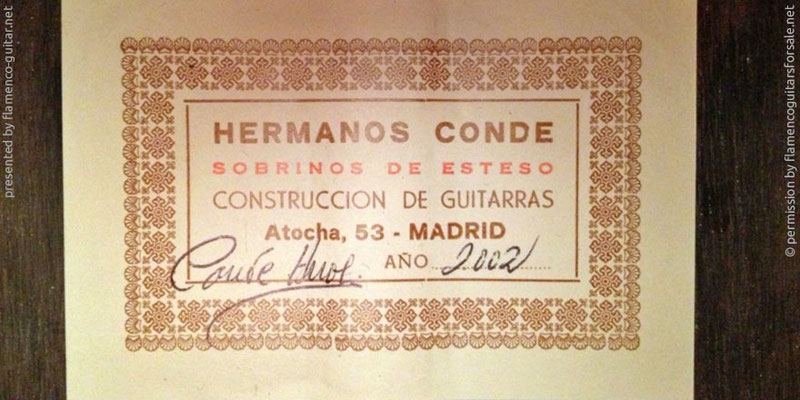 HERMANOS CONDE
SOBRINOS DE ESTESO
CONSTRUCCION DE GUITARRAS
Atocha, 53 - MADRID
Conde Hnos. AÑO 2002
presented by flamenco-guitar.net
© permission by flamencoguitarsforsale.net